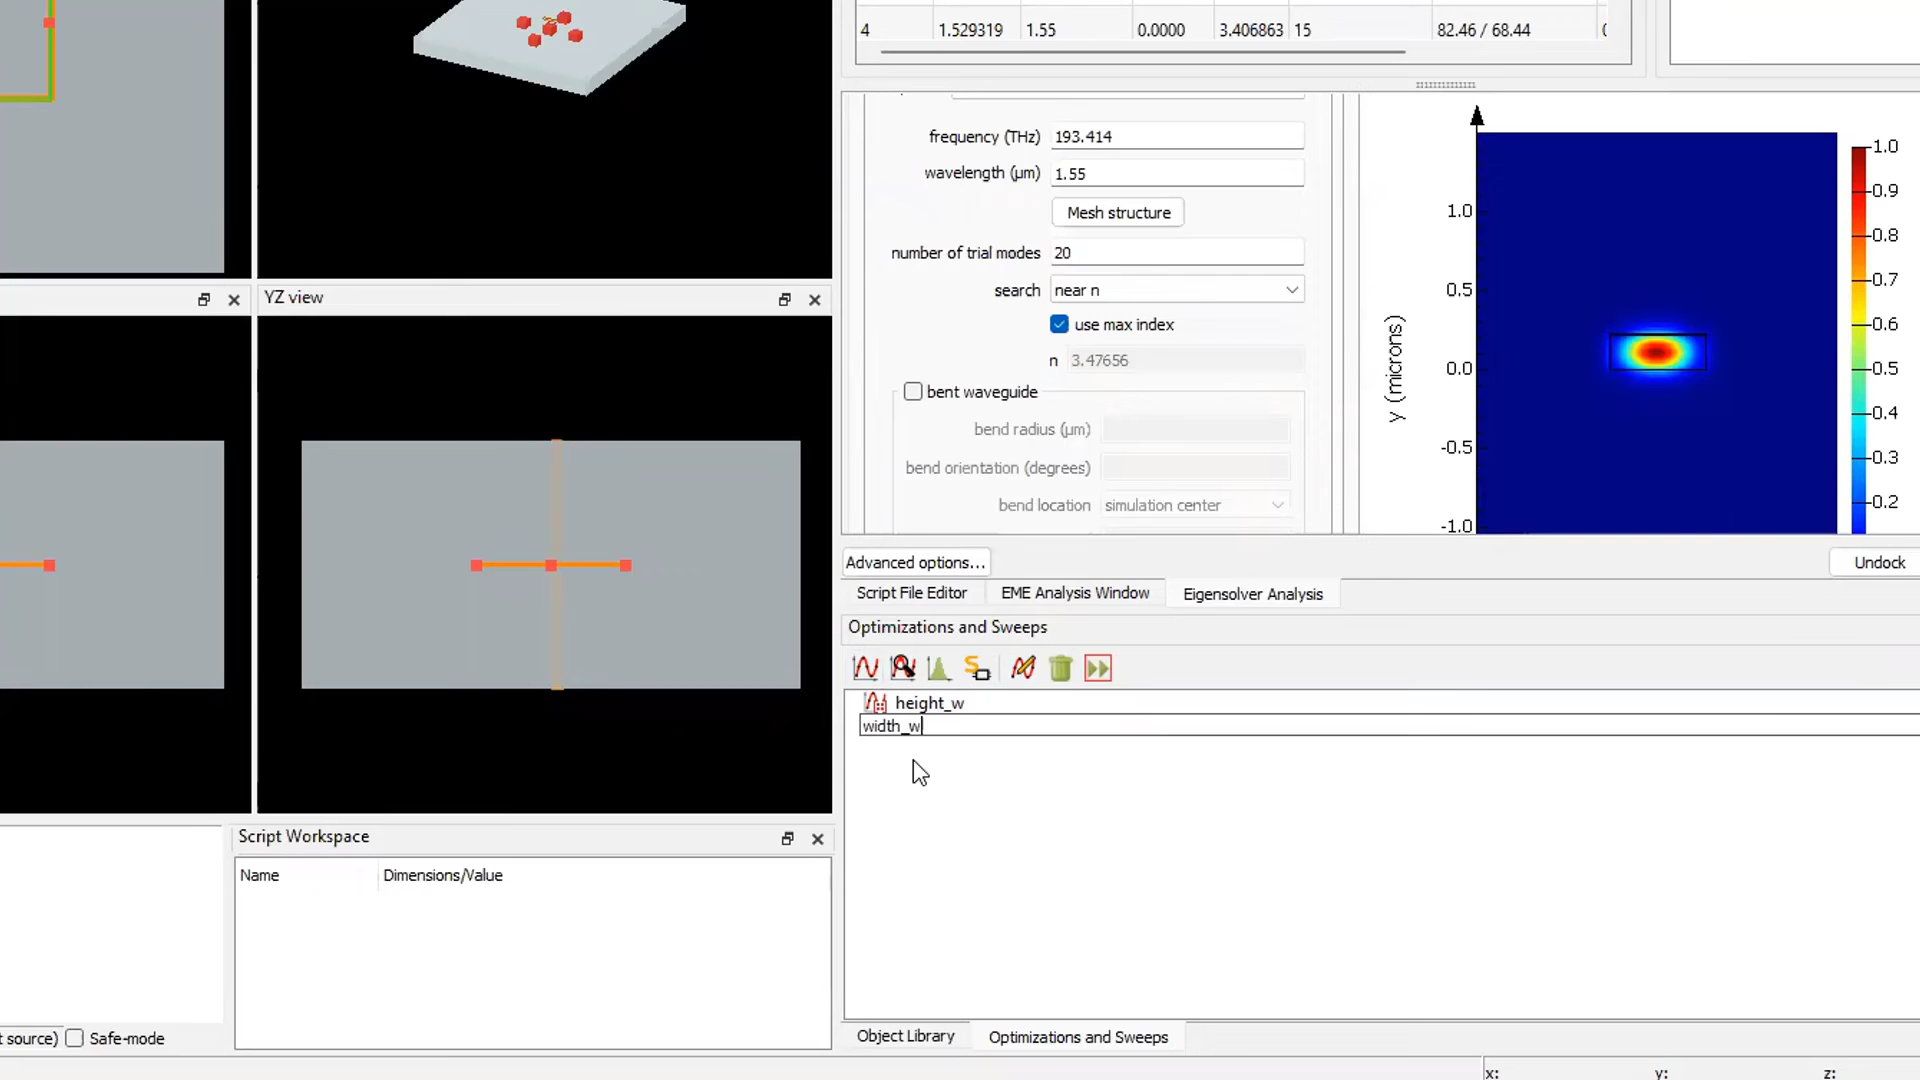 4 1.529319 1.55 0.0000 3.406863 15 82.46 / 68.44
frequency (THz) 193.414
wavelength (µm) 1.55
Mesh structure
number of trial modes 20
search near n
use max index
n 3.47656
bent waveguide
bend radius (µm)
bend orientation (degrees)
bend location simulation center
y (microns)
1.0
0.5
0.0
-0.5
-1.0
1.0
0.9
0.8
0.7
0.6
0.5
0.4
0.3
0.2
YZ view
Advanced options...
Undock
Script File Editor EME Analysis Window Eigensolver Analysis
Optimizations and Sweeps
height_w
width_w
Script Workspace
Name Dimensions/Value
t source) Safe-mode
Object Library Optimizations and Sweeps
x: y: z: